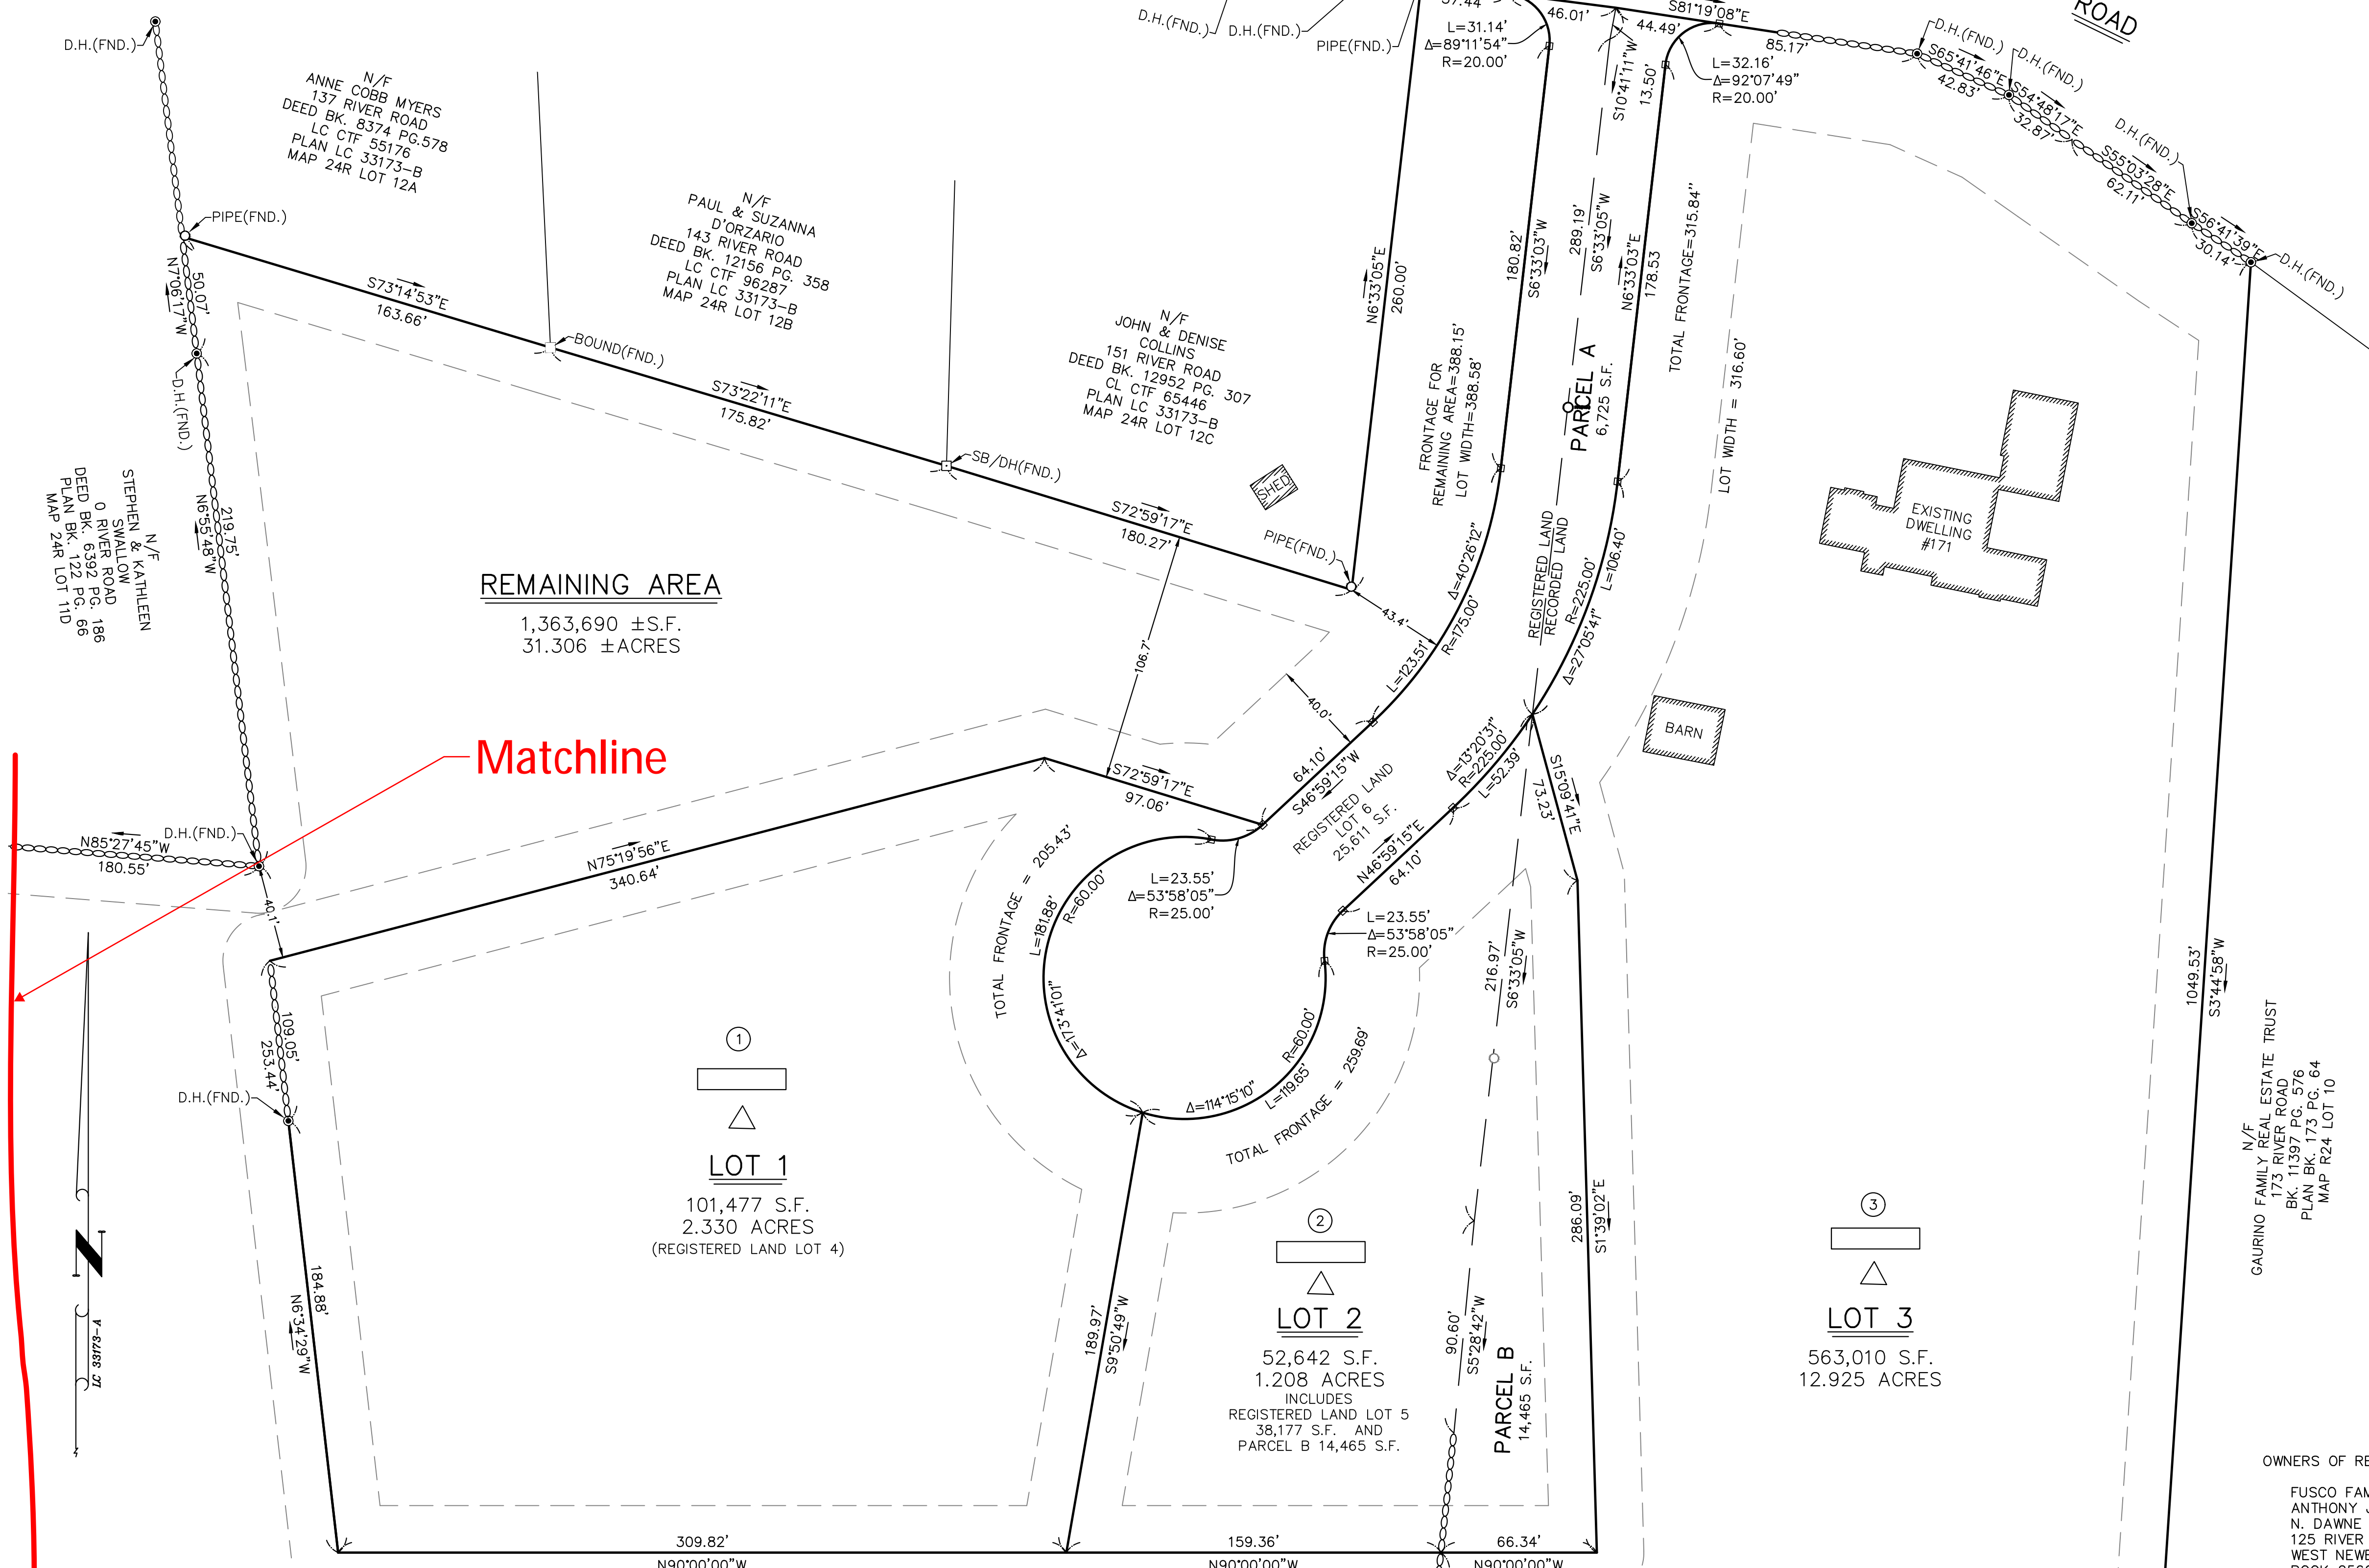 D.H.(FND.)
N/F
ANNE COBB MYERS
137 RIVER ROAD
DEED BK. 8374 PG.578
LC CTF 55176
PLAN LC 33173-B
MAP 24R LOT 12A
PIPE(FND.)
N7°06'17"W
50.07'
D.H.(FND.)
S73°14'53"E
163.66'
BOUND(FND.)
N/F
PAUL & SUZANNA
D'ORZARIO
143 RIVER ROAD
DEED BK. 12156 PG. 358
LC CTF 96287
PLAN LC 33173-B
MAP 24R LOT 12B
S73°22'11"E
175.82'
SB/DH(FND.)
N/F
JOHN & DENISE
COLLINS
151 RIVER ROAD
DEED BK. 12952 PG. 307
CL CTF 65446
PLAN LC 33173-B
MAP 24R LOT 12C
SHED
S72°59'17"E
180.27'
PIPE(FND.)
D.H.(FND.)
D.H.(FND.)
PIPE(FND.)
L=31.14'
Δ=89°11'54"
R=20.00'
46.01'
S81°19'08"E
44.49'
85.17'
ROAD
S10°41'11"W
13.50'
L=32.16'
Δ=92°07'49"
R=20.00'
D.H.(FND.)
S65°41'46"E
42.83'
D.H.(FND.)
S54°48'17"E
32.87'
D.H.(FND.)
S55°03'28"E
62.11'
S56°41'39"E
30.14'
D.H.(FND.)
N6°33'05"E
260.00'
180.82'
S6°33'03"W
289.19'
S6°33'05"W
N6°33'03"E
178.53
TOTAL FRONTAGE=315.84"
LOT WIDTH = 316.60'
FRONTAGE FOR
REMAINING AREA=388.15'
LOT WIDTH=388.58'
PARCEL A
6,725 S.F.
EXISTING
DWELLING
#171
BARN
STEPHEN & KATHLEEN
N/F
SWALLOW
0 RIVER ROAD
DEED BK. 6392 PG. 186
PLAN BK. 122 PG. 66
MAP 24R LOT 11D
219.75'
N6°55'48"W
REMAINING AREA
1,363,690 ±S.F.
31.306 ±ACRES
106.7'
43.4'
40.0'
Δ=40°26'12"
R=175.00'
L=123.51'
REGISTERED LAND
RECORDED LAND
R=225.00'
L=106.40'
Δ=27°05'41"
Matchline
D.H.(FND.)
N85°27'45"W
180.55'
40.1'
N75°19'56"E
340.64'
S72°59'17"E
97.06'
64.10'
S46°59'15"W
REGISTERED LAND
LOT 6
25,611 S.F.
Δ=13°20'31"
R=225.00'
L=52.39'
N46°59'15"E
64.10'
S15°09'41"E
73.23'
TOTAL FRONTAGE = 205.43'
L=181.88'
R=60.00'
Δ=173°41'01"
L=23.55'
Δ=53°58'05"
R=25.00'
L=23.55'
Δ=53°58'05"
R=25.00'
R=60.00'
L=119.65'
Δ=114°15'10"
TOTAL FRONTAGE = 259.69'
216.97'
S6°33'05"W
109.05'
253.44'
D.H.(FND.)
184.88'
N6°34'29"W
N
LC 33173-A
1
LOT 1
101,477 S.F.
2.330 ACRES
(REGISTERED LAND LOT 4)
189.97'
S9°50'49"W
2
LOT 2
52,642 S.F.
1.208 ACRES
INCLUDES
REGISTERED LAND LOT 5
38,177 S.F. AND
PARCEL B 14,465 S.F.
90.60'
S5°28'42"W
PARCEL B
14,465 S.F.
286.09'
S1°39'02"E
3
LOT 3
563,010 S.F.
12.925 ACRES
1049.53'
S3°44'58"W
N/F
GAURINO FAMILY REAL ESTATE TRUST
173 RIVER ROAD
BK. 11397 PG. 576
PLAN BK. 173 PG. 64
MAP R24 LOT 10
309.82'
N90°00'00"W
159.36'
N90°00'00"W
66.34'
N90°00'00"W
OWNERS OF RE
FUSCO FAM
ANTHONY
N. DAWNE
125 RIVER
WEST NEWB